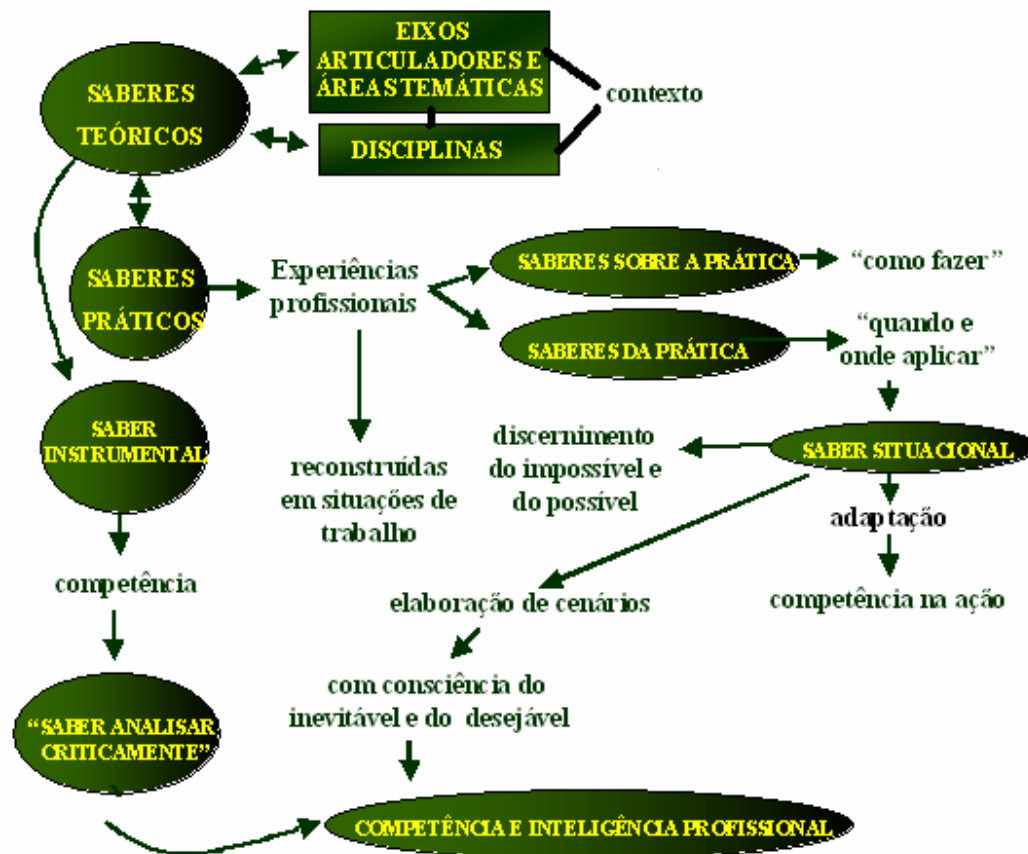 EIXOS
ARTICULADORES E
ÁREAS TEMÁTICAS
contexto
SABERES
TEÓRICOS
DISCIPLINAS
SABERES
PRÁTICOS
Experiências
profissionais
SABERES SOBRE A PRÁTICA
“como fazer”
SABERES DA PRÁTICA
“quando e
onde aplicar”
SABER
INSTRUMENTAL
reconstruídas
em situações de
trabalho
discernimento
do impossível e
do possível
SABER SITUACIONAL
adaptação
competência
elaboração de cenários
competência na ação
“SABER ANALISAR
CRITICAMENTE”
com consciência do
inevitável e do desejável
COMPETÊNCIA E INTELIGÊNCIA PROFISSIONAL